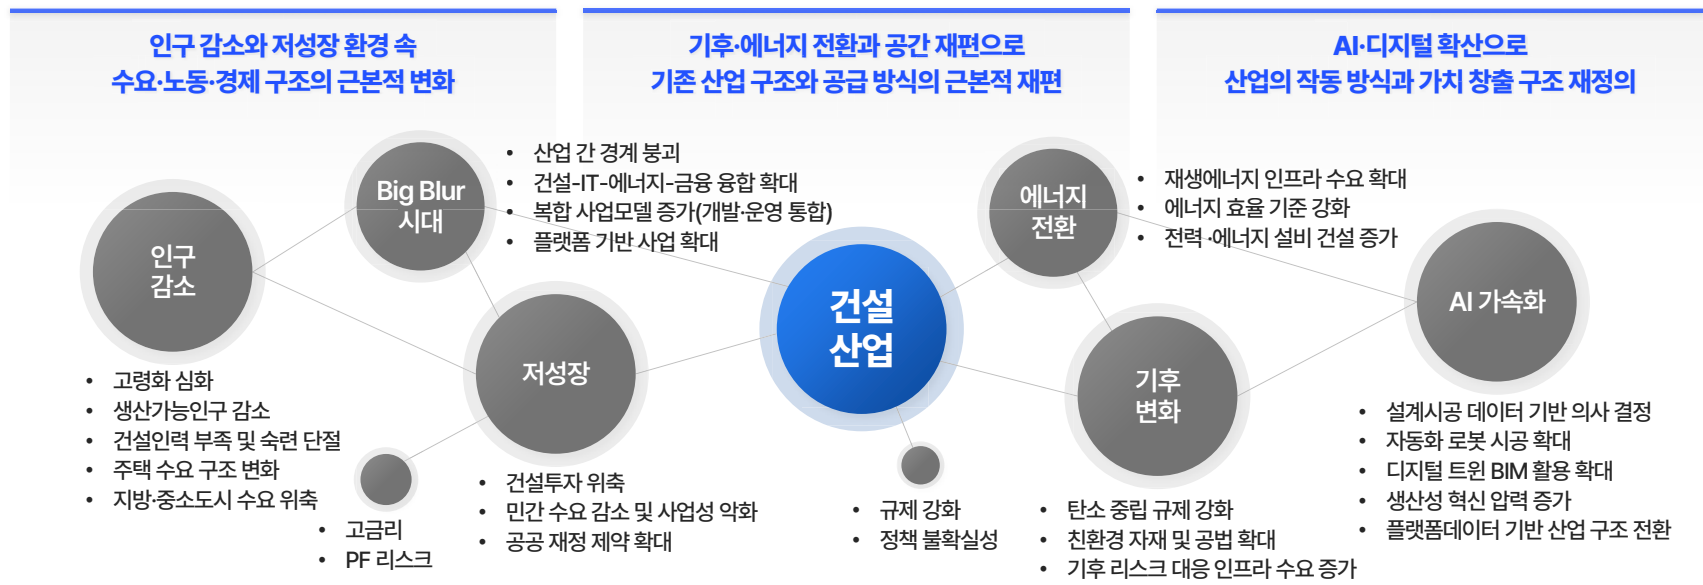 인구 감소와 저성장 환경 속
수요·노동·경제 구조의 근본적 변화
기후·에너지 전환과 공간 재편으로
기존 산업 구조와 공급 방식의 근본적 재편
AI·디지털 확산으로
산업의 작동 방식과 가치 창출 구조 재정의
인구
감소
• 고령화 심화
• 생산가능인구 감소
• 건설인력 부족 및 숙련 단절
• 주택 수요 구조 변화
• 지방·중소도시 수요 위축
Big Blur
시대
• 산업 간 경계 붕괴
• 건설-IT-에너지-금융 융합 확대
• 복합 사업모델 증가(개발·운영 통합)
• 플랫폼 기반 사업 확대
저성장
• 건설투자 위축
• 민간 수요 감소 및 사업성 악화
• 공공 재정 제약 확대
• 고금리
• PF 리스크
건설
산업
• 규제 강화
• 정책 불확실성
에너지
전환
• 재생에너지 인프라 수요 확대
• 에너지 효율 기준 강화
• 전력 ·에너지 설비 건설 증가
기후
변화
• 탄소 중립 규제 강화
• 친환경 자재 및 공법 확대
• 기후 리스크 대응 인프라 수요 증가
AI 가속화
• 설계시공 데이터 기반 의사 결정
• 자동화 로봇 시공 확대
• 디지털 트윈 BIM 활용 확대
• 생산성 혁신 압력 증가
• 플랫폼데이터 기반 산업 구조 전환